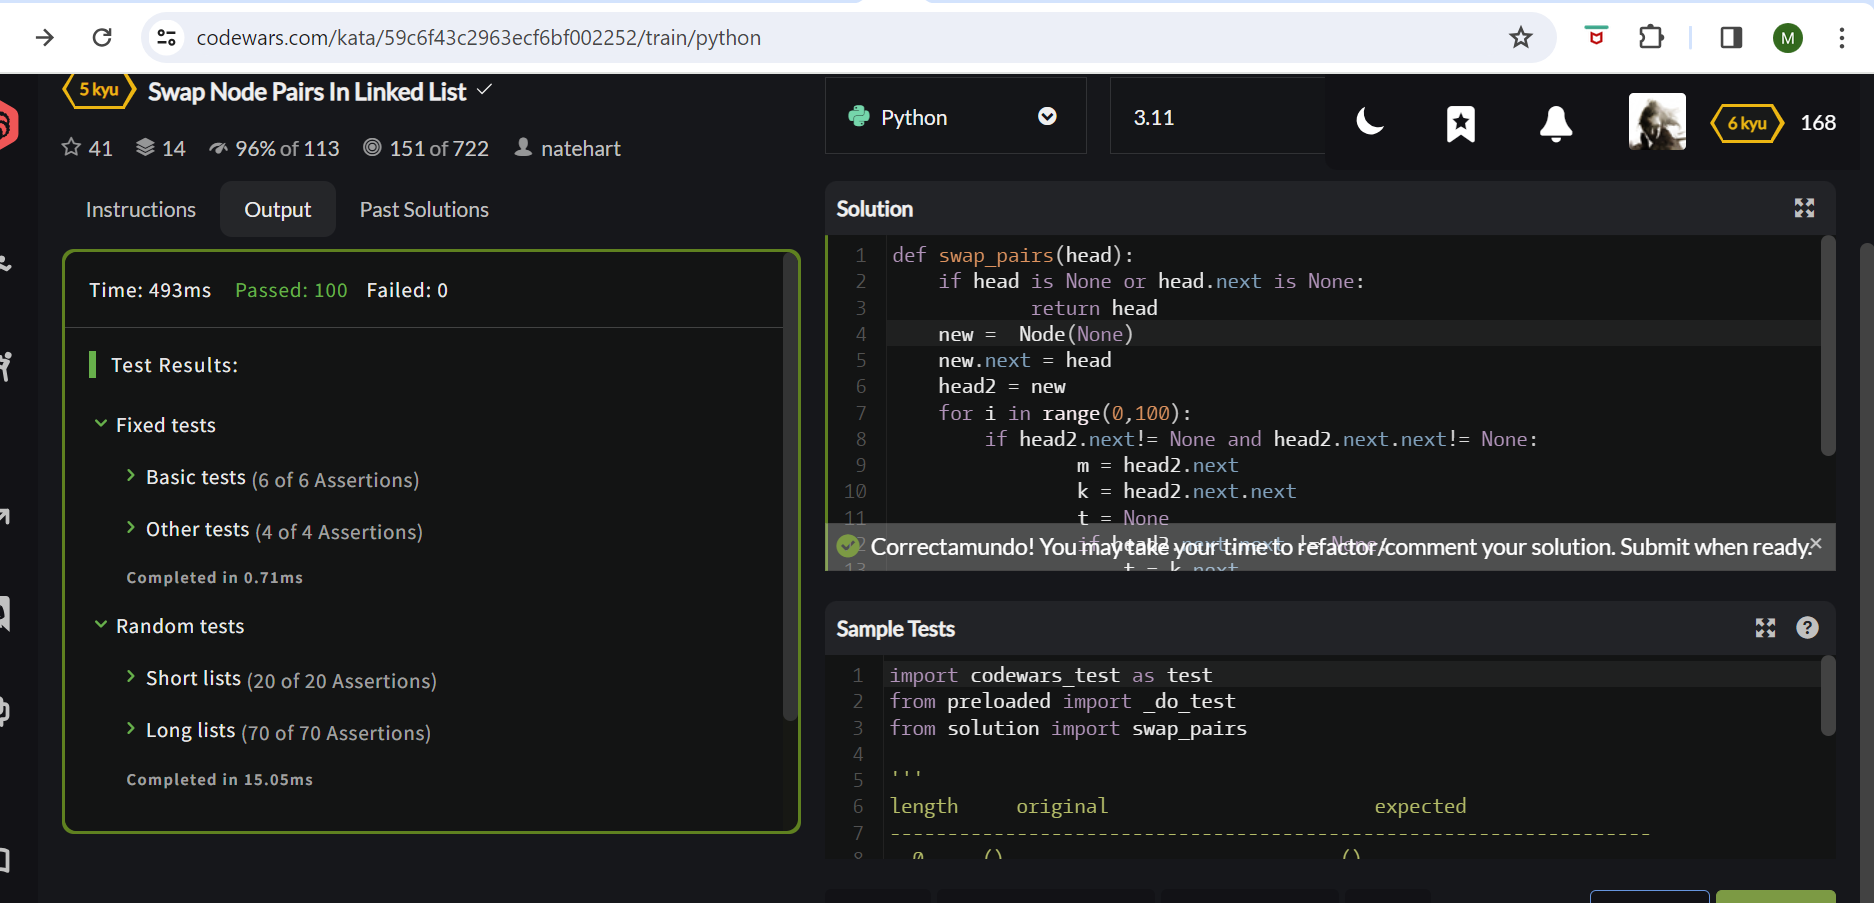 codewars.com/kata/59c6f43c2963ecf6bf002252/train/python
M
5 kyu
Swap Node Pairs In Linked List
41 14 96% of 113 151 of 722 natehart
Python
3.11
6 kyu
168
Instructions
Output
Past Solutions
Time: 493ms Passed: 100 Failed: 0
Test Results:
Fixed tests
Basic tests (6 of 6 Assertions)
Other tests (4 of 4 Assertions)
Completed in 0.71ms
Random tests
Short lists (20 of 20 Assertions)
Long lists (70 of 70 Assertions)
Completed in 15.05ms
Solution
1 def swap_pairs(head):
2 if head is None or head.next is None:
3 return head
4 new =  Node(None)
5 new.next = head
6 head2 = new
7 for i in range(0,100):
8 if head2.next!= None and head2.next.next!= None:
9 m = head2.next
10 k = head2.next.next
11 t = None
Correctamundo! You may take your time to refactor/comment your solution. Submit when ready.
13 t = k.next
Sample Tests
?
1 import codewars_test as test
2 from preloaded import _do_test
3 from solution import swap_pairs
4
5 '''
6 length original expected
7 ------------------------------------------------------------------
8 0 () ()